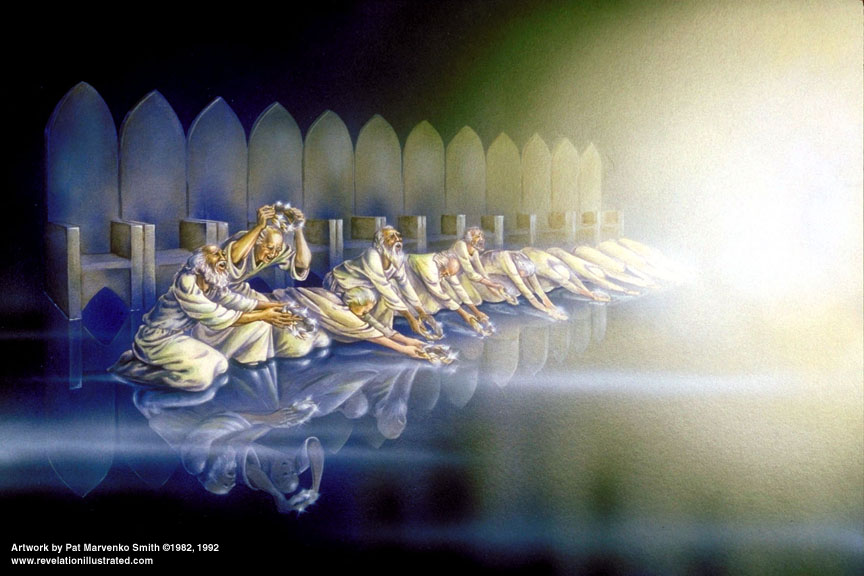 Artwork by Pat Marvenko Smith ©1982, 1992
www.revelationillustrated.com